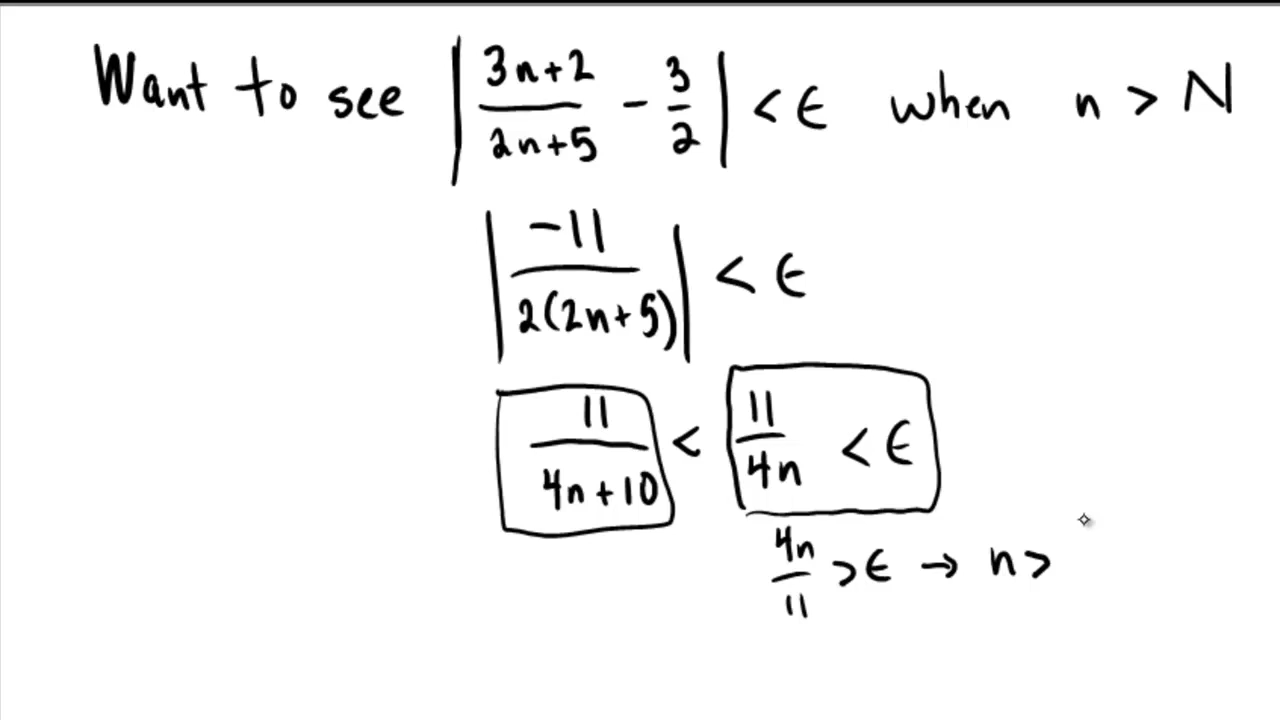 Want to see |3n+2/2n+5 - 3/2| < ϵ when n > N
|-11/2(2n+5)| < ϵ
11/4n+10 < 11/4n < ϵ
4n/11 > ϵ → n >